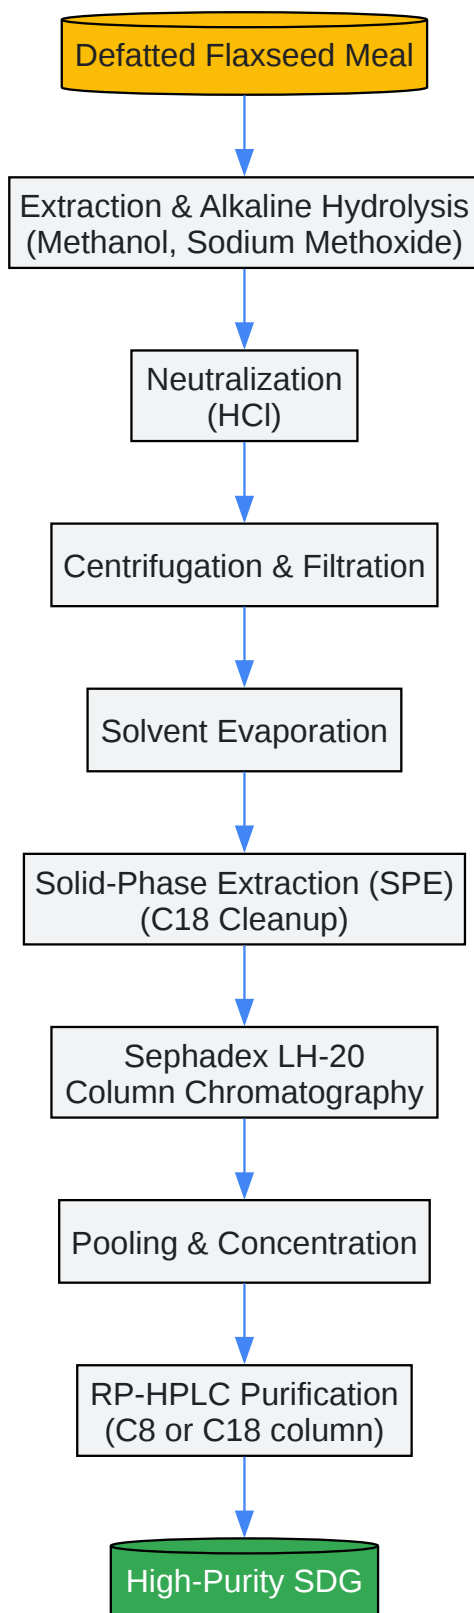 Defatted Flaxseed Meal
Extraction & Alkaline Hydrolysis
(Methanol, Sodium Methoxide)
Neutralization
(HCl)
Centrifugation & Filtration
Solvent Evaporation
Solid-Phase Extraction (SPE)
(C18 Cleanup)
Sephadex LH-20
Column Chromatography
Pooling & Concentration
RP-HPLC Purification
(C8 or C18 column)
High-Purity SDG